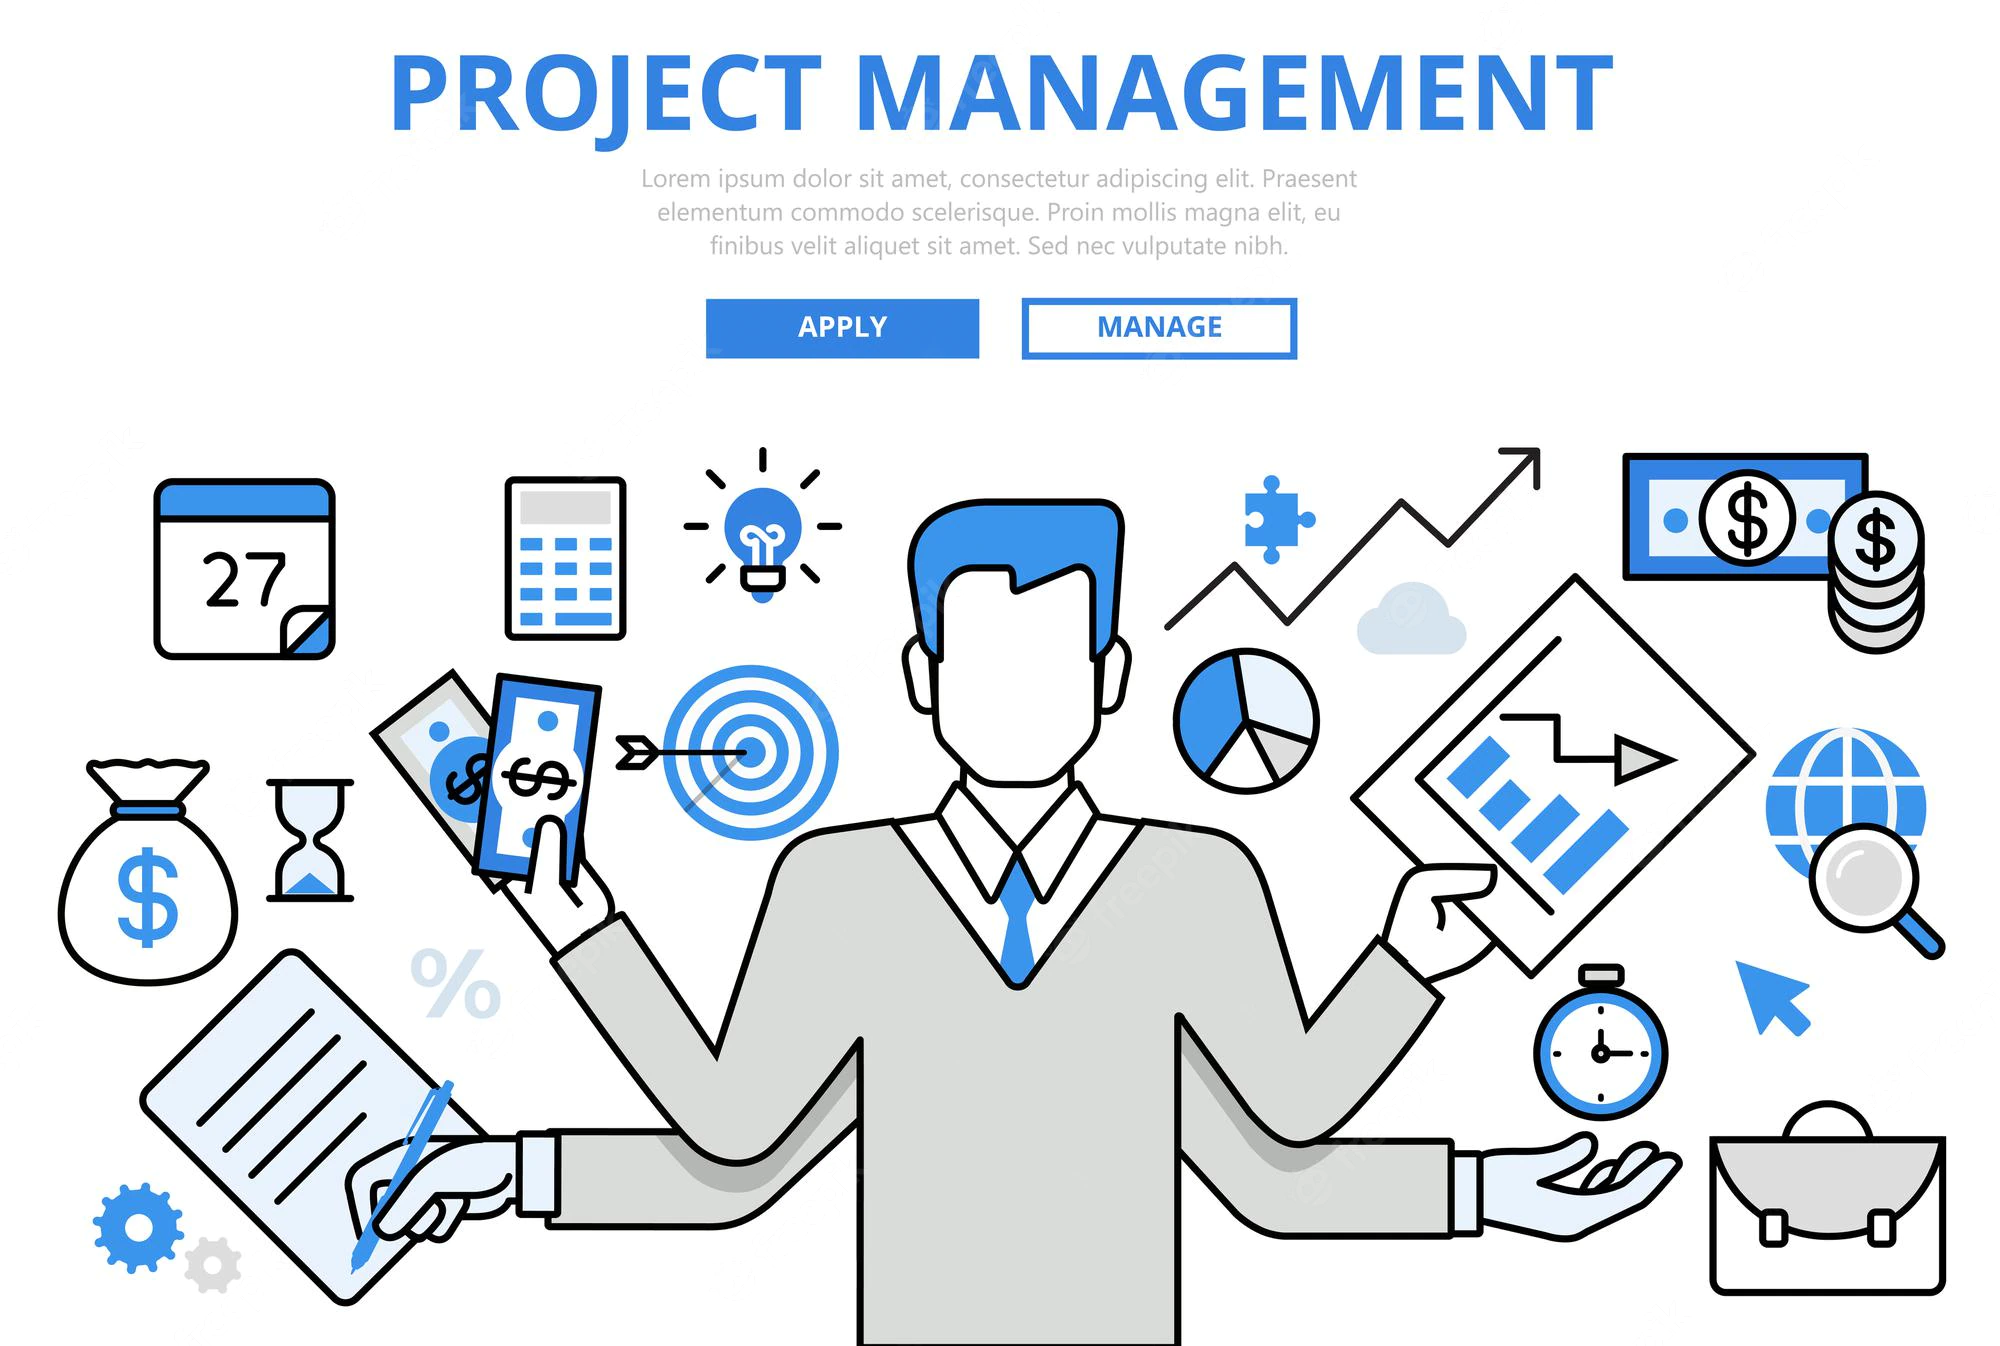 PROJECT MANAGEMENT
Lorem ipsum dolor sit amet, consectetur adipiscing elit. Praesent
elementum commodo scelerisque. Proin mollis magna elit, eu
finibus velit aliquet sit amet. Sed nec vulputate nibh.
APPLY
MANAGE
27
$
$
$
$
$
%